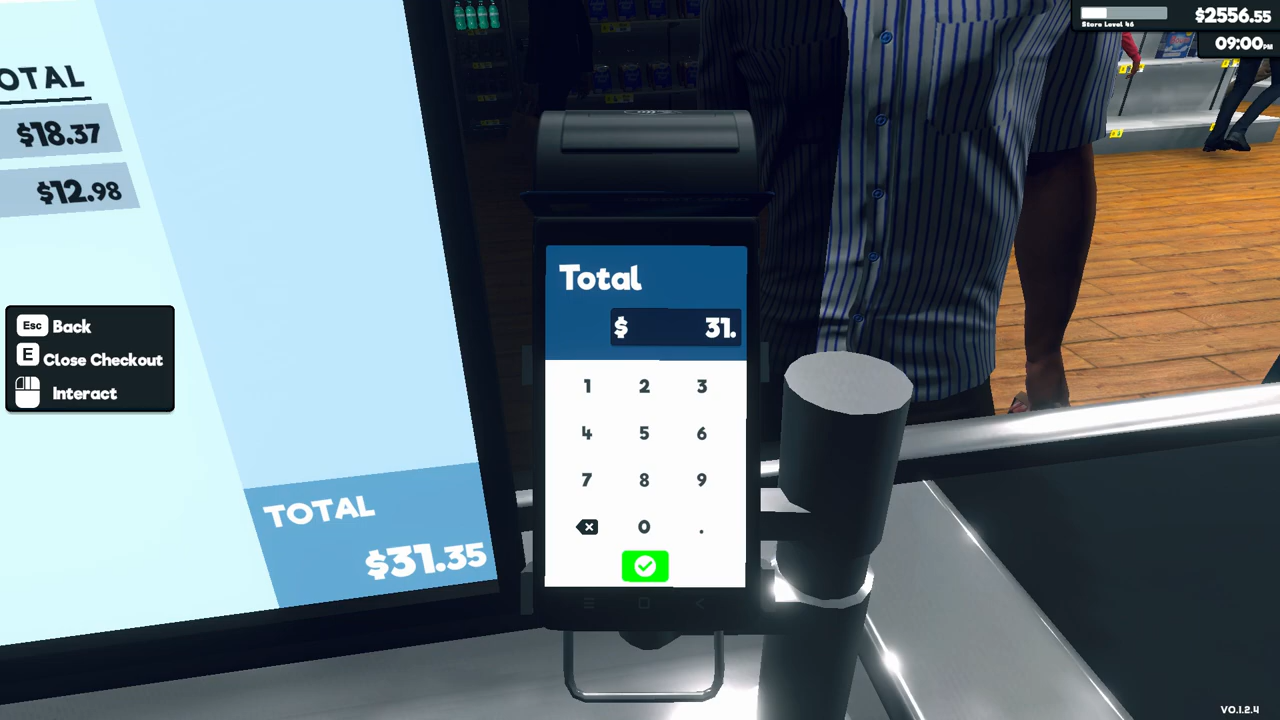 OTAL
$18.37
$12.98
Esc Back
E Close Checkout
Interact
TOTAL
$31.35
Total
$ 31.
1 2 3
4 5 6
7 8 9
0 .
$2556.55
Store Level 46
09:00PM
V0.1.2.4